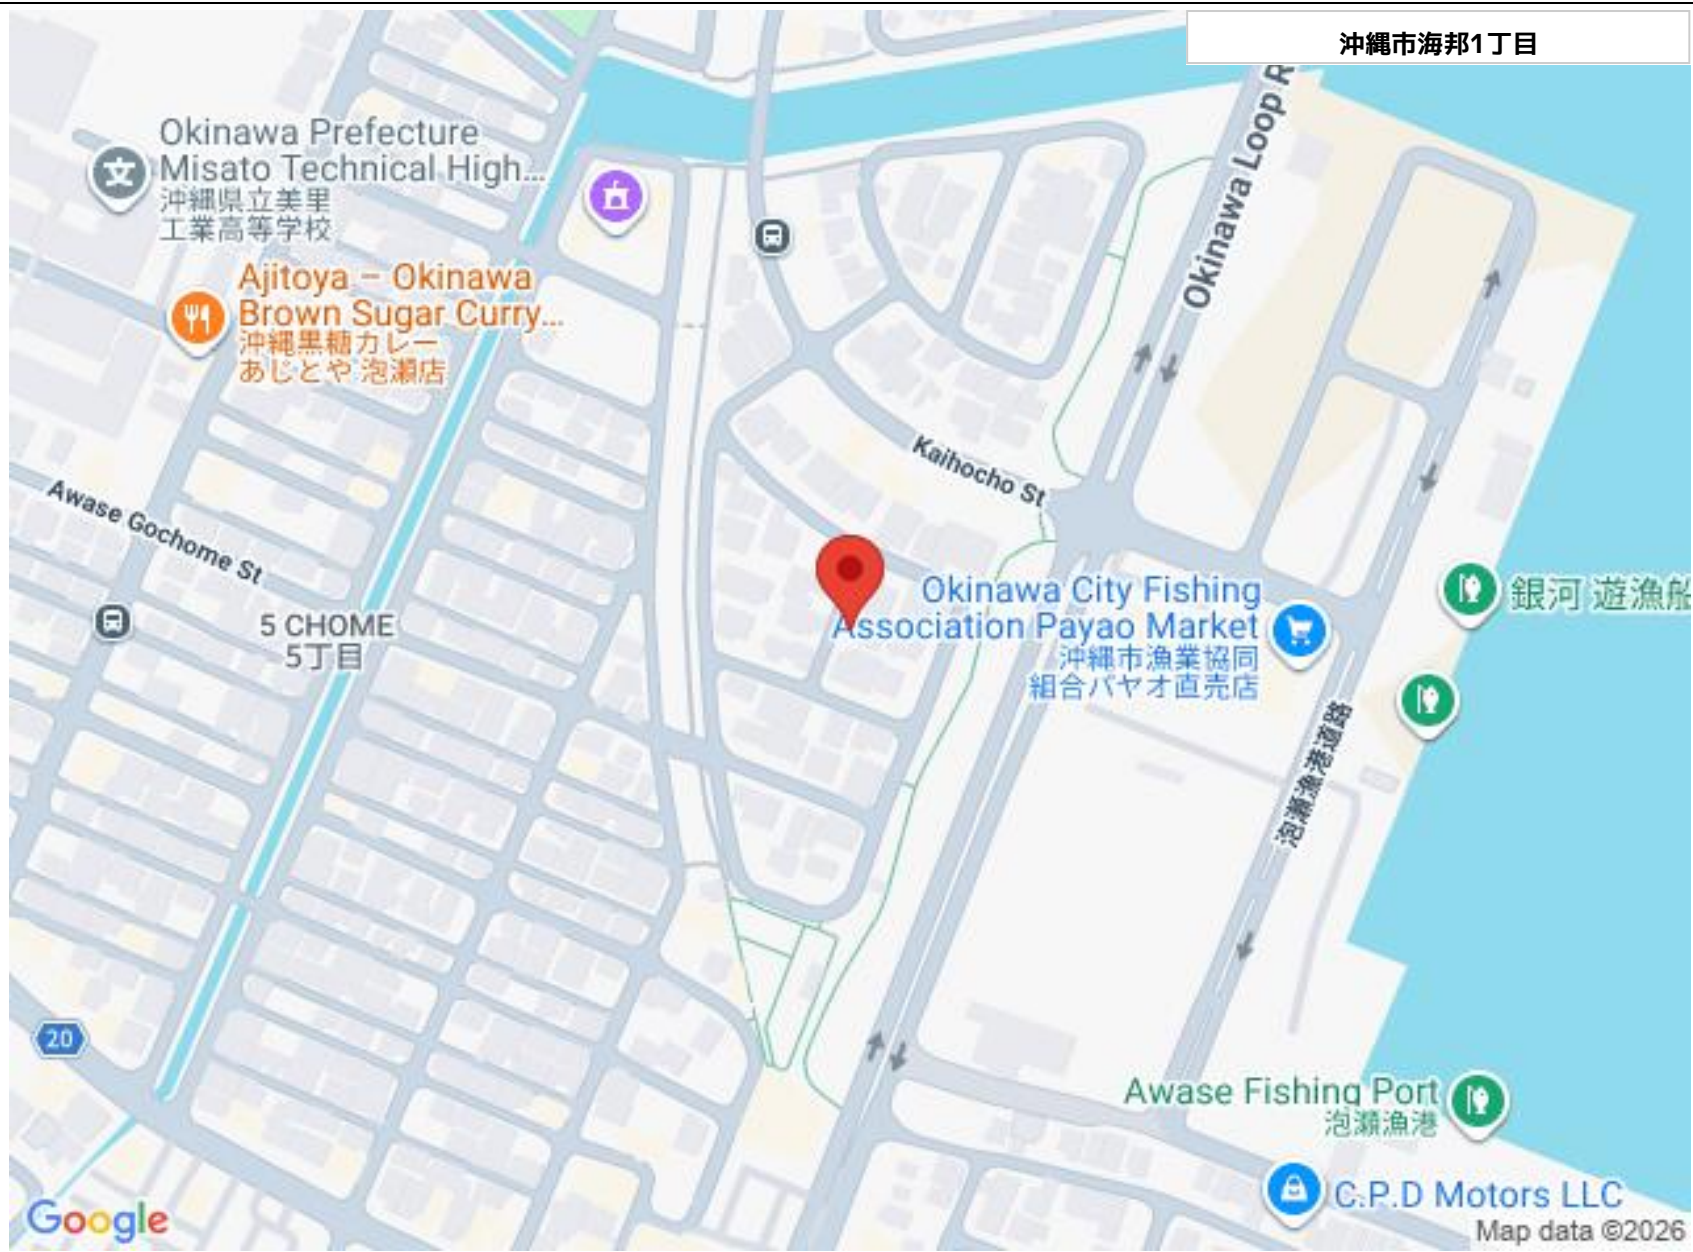 沖縄市海邦1丁目
Okinawa Loop R
Okinawa Prefecture
Misato Technical High...
沖縄県立美里
工業高等学校
Ajitoya – Okinawa
Brown Sugar Curry...
沖縄黒糖カレー
あじとや 泡瀬店
Kaihocho St
Awase Gochome St
5 CHOME
5丁目
Okinawa City Fishing
Association Payao Market
沖縄市漁業協同
組合パヤオ直売店
銀河 遊漁船
泡瀬漁港道路
20
Awase Fishing Port
泡瀬漁港
C.P.D Motors LLC
Google
Map data ©2026